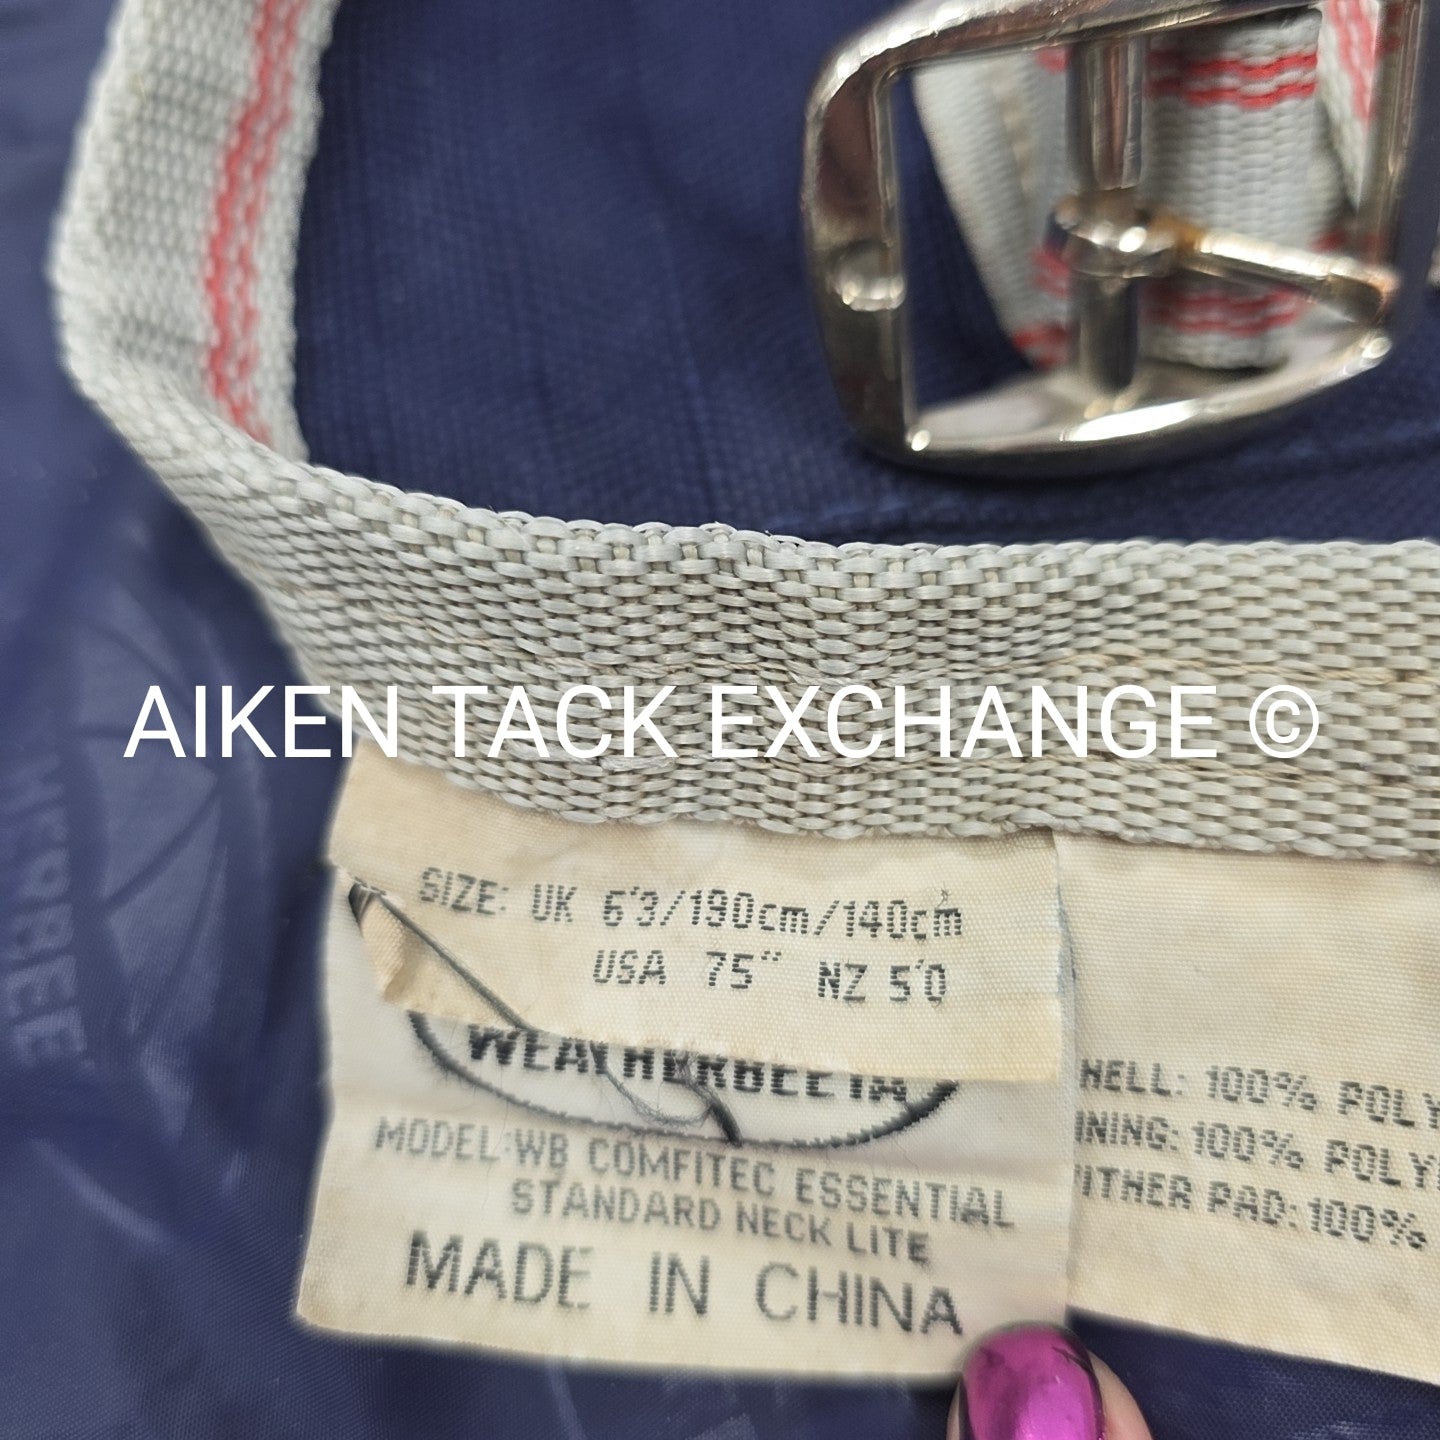 AIKEN TACK EXCHANGE ©
SIZE: UK 6'3/190cm/140cm
USA 75" NZ 5'0
WEATHERBEETA
MODEL:WB COMFITEC ESSENTIAL
STANDARD NECK LITE
MADE IN CHINA
HELL: 100% POLY
INING: 100% POLY
ITHER PAD: 100%